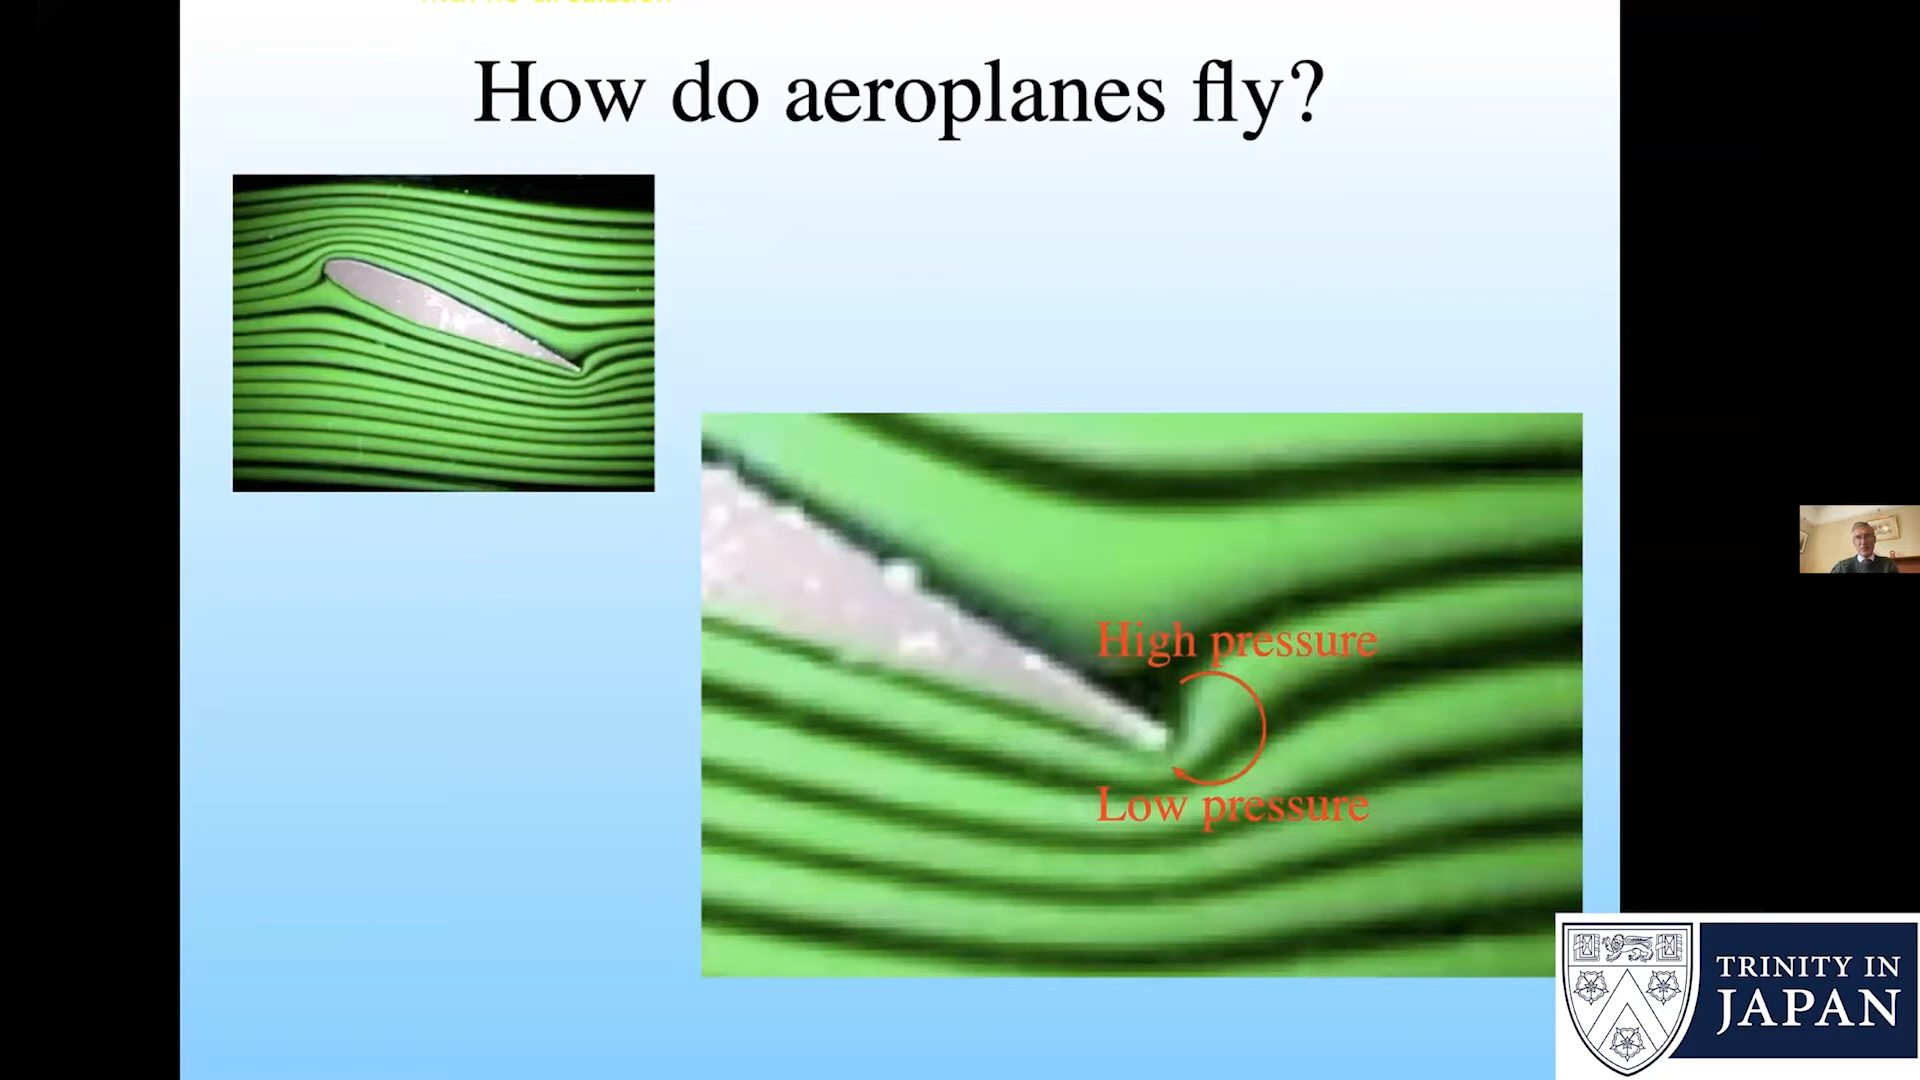 How do aeroplanes fly?
High pressure
Low pressure
TRINITY IN
JAPAN